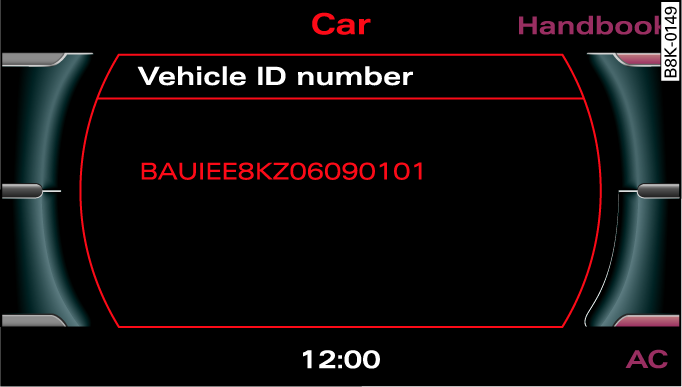 Car
Handbook
B8K-0149
Vehicle ID number
BAUIEE8KZ06090101
12:00
AC